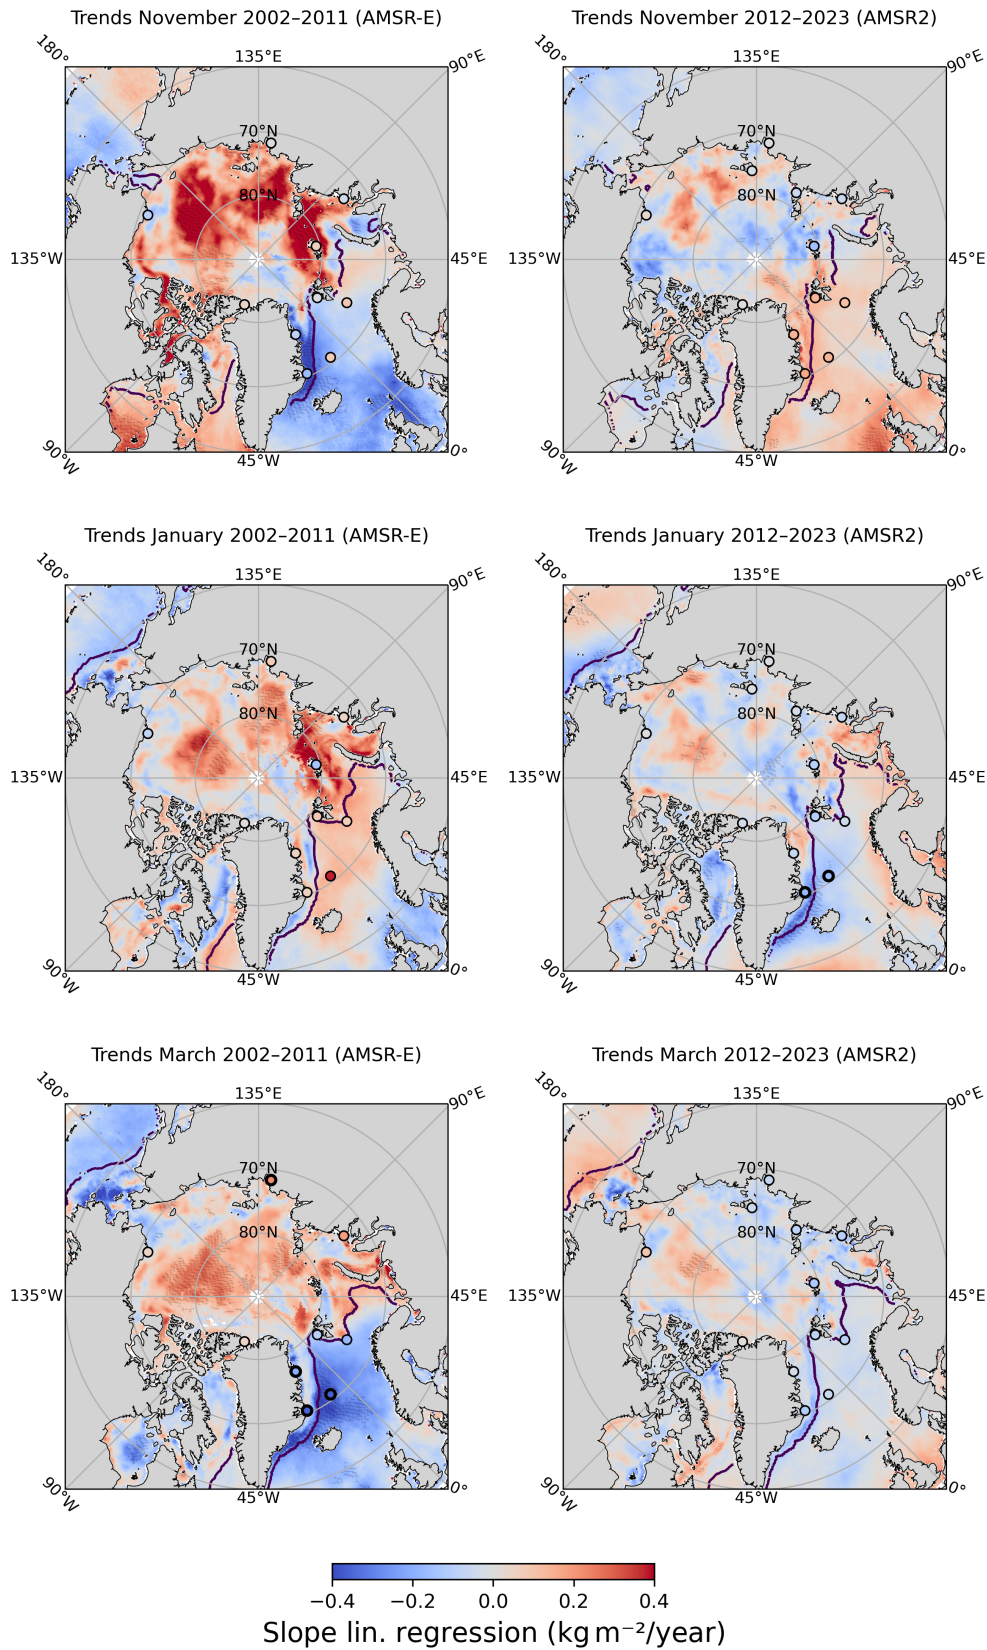 Trends November 2002–2011 (AMSR-E)
Trends November 2012–2023 (AMSR2)
180°
135°E
90°E
180°
135°E
90°E
70°N
70°N
80°N
80°N
135°W
45°E
135°W
45°E
90°W
45°W
0°
90°W
45°W
0°
Trends January 2002–2011 (AMSR-E)
Trends January 2012–2023 (AMSR2)
180°
135°E
90°E
180°
135°E
90°E
70°N
70°N
80°N
80°N
135°W
45°E
135°W
45°E
90°W
45°W
0°
90°W
45°W
0°
Trends March 2002–2011 (AMSR-E)
Trends March 2012–2023 (AMSR2)
180°
135°E
90°E
180°
135°E
90°E
70°N
70°N
80°N
80°N
135°W
45°E
135°W
45°E
90°W
45°W
0°
90°W
45°W
0°
−0.4 −0.2 0.0 0.2 0.4
Slope lin. regression (kg m⁻²/year)